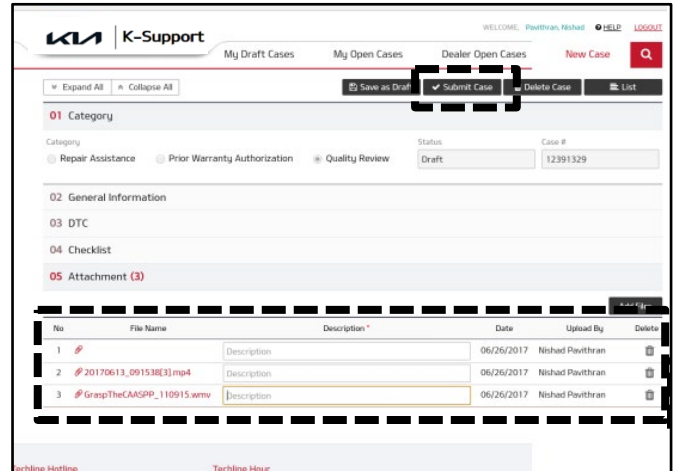 WELCOME, Pavithran, Nishad HELP LOGOUT
KIA K-Support
My Draft Cases My Open Cases Dealer Open Cases New Case
Expand All Collapse All Save as Draft Submit Case Delete Case List
01 Category
Category Status Case #
Repair Assistance Prior Warranty Authorization Quality Review Draft 12391329
02 General Information
03 DTC
04 Checklist
05 Attachment (3)
Add Files
No File Name Description * Date Upload By Delete
1 Description 06/26/2017 Nishad Pavithran
2 20170613_091538[3].mp4 Description 06/26/2017 Nishad Pavithran
3 GraspTheCAASPP_110915.wmv Description 06/26/2017 Nishad Pavithran
Techline Hotline Techline Hour